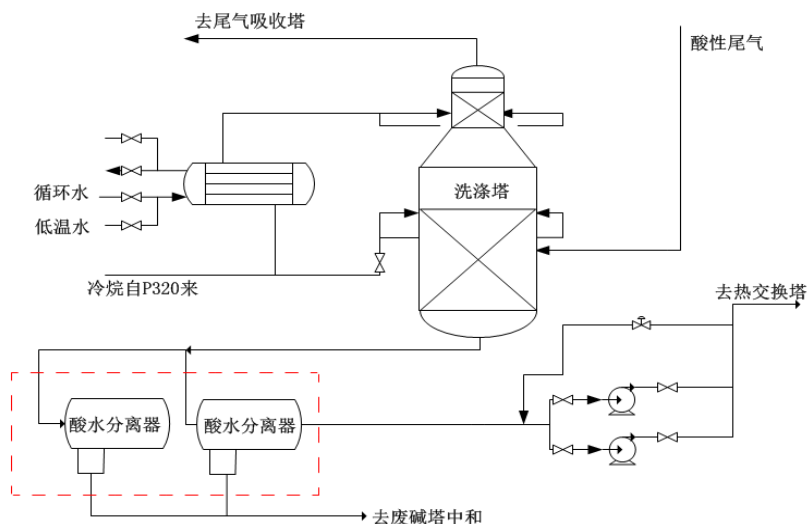 去尾气吸收塔
酸性尾气
循环水
洗涤塔
低温水
冷烷自P320来
去热交换塔
酸水分离器
酸水分离器
去废碱塔中和